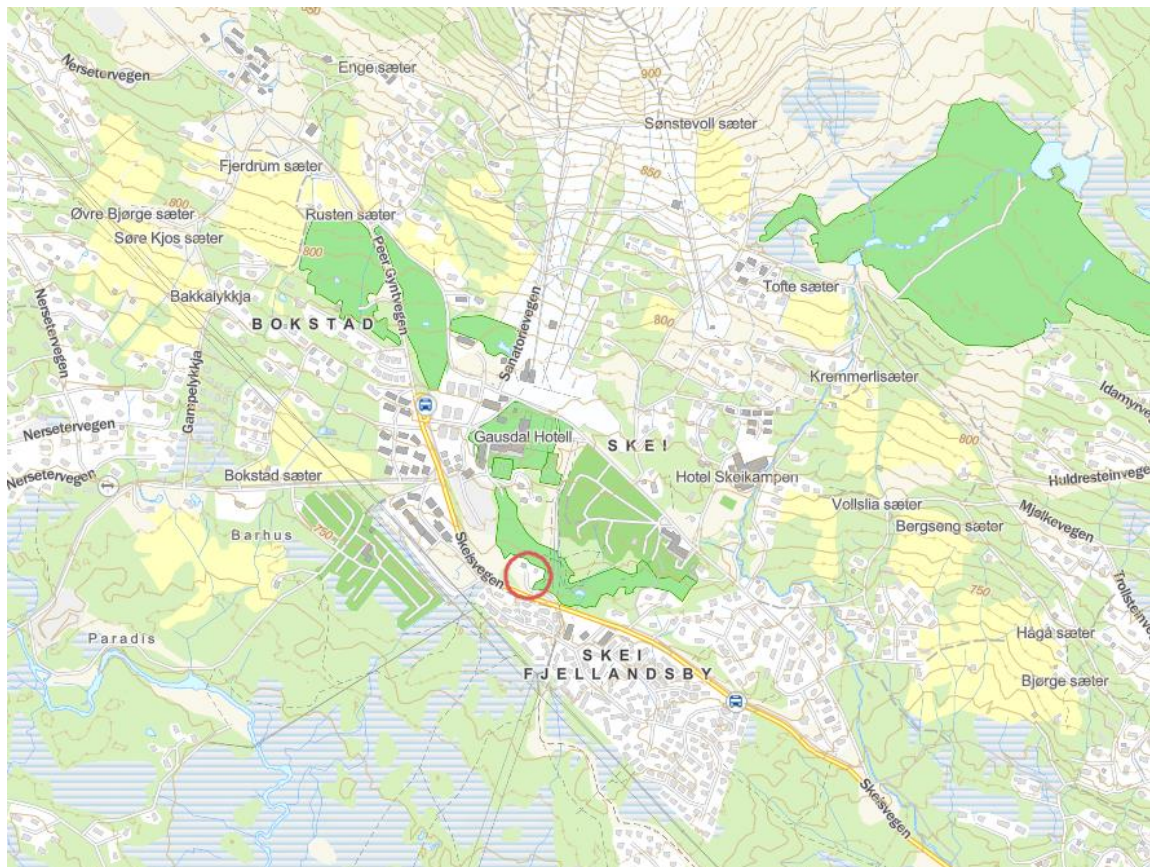 Nersetervegen
Enge sæter
900
Sønstevoll sæter
Fjerdrum sæter
850
800
Øvre Bjørge sæter
Rusten sæter
Søre Kjos sæter
800
Peer Gyntvegen
Tofte sæter
Bakkalykkja
Nersetervegen
BOKSTAD
800
Sanatorievegen
Kremmerlisæter
Idamyrveg
Gampelykkja
Nersetervegen
Gausdal Hotell
SKEI
800
Bokstad sæter
Hotel Skeikampen
Huldresteinvegen
Nersetervegen
Vollslia sæter
Mjølkevegen
Bergseng sæter
750
Barhus
Skeisvegen
750
Trollsteinve
Paradis
Hågå sæter
SKEI
FJELLANDSBY
Bjørge sæter
Skeisvegen